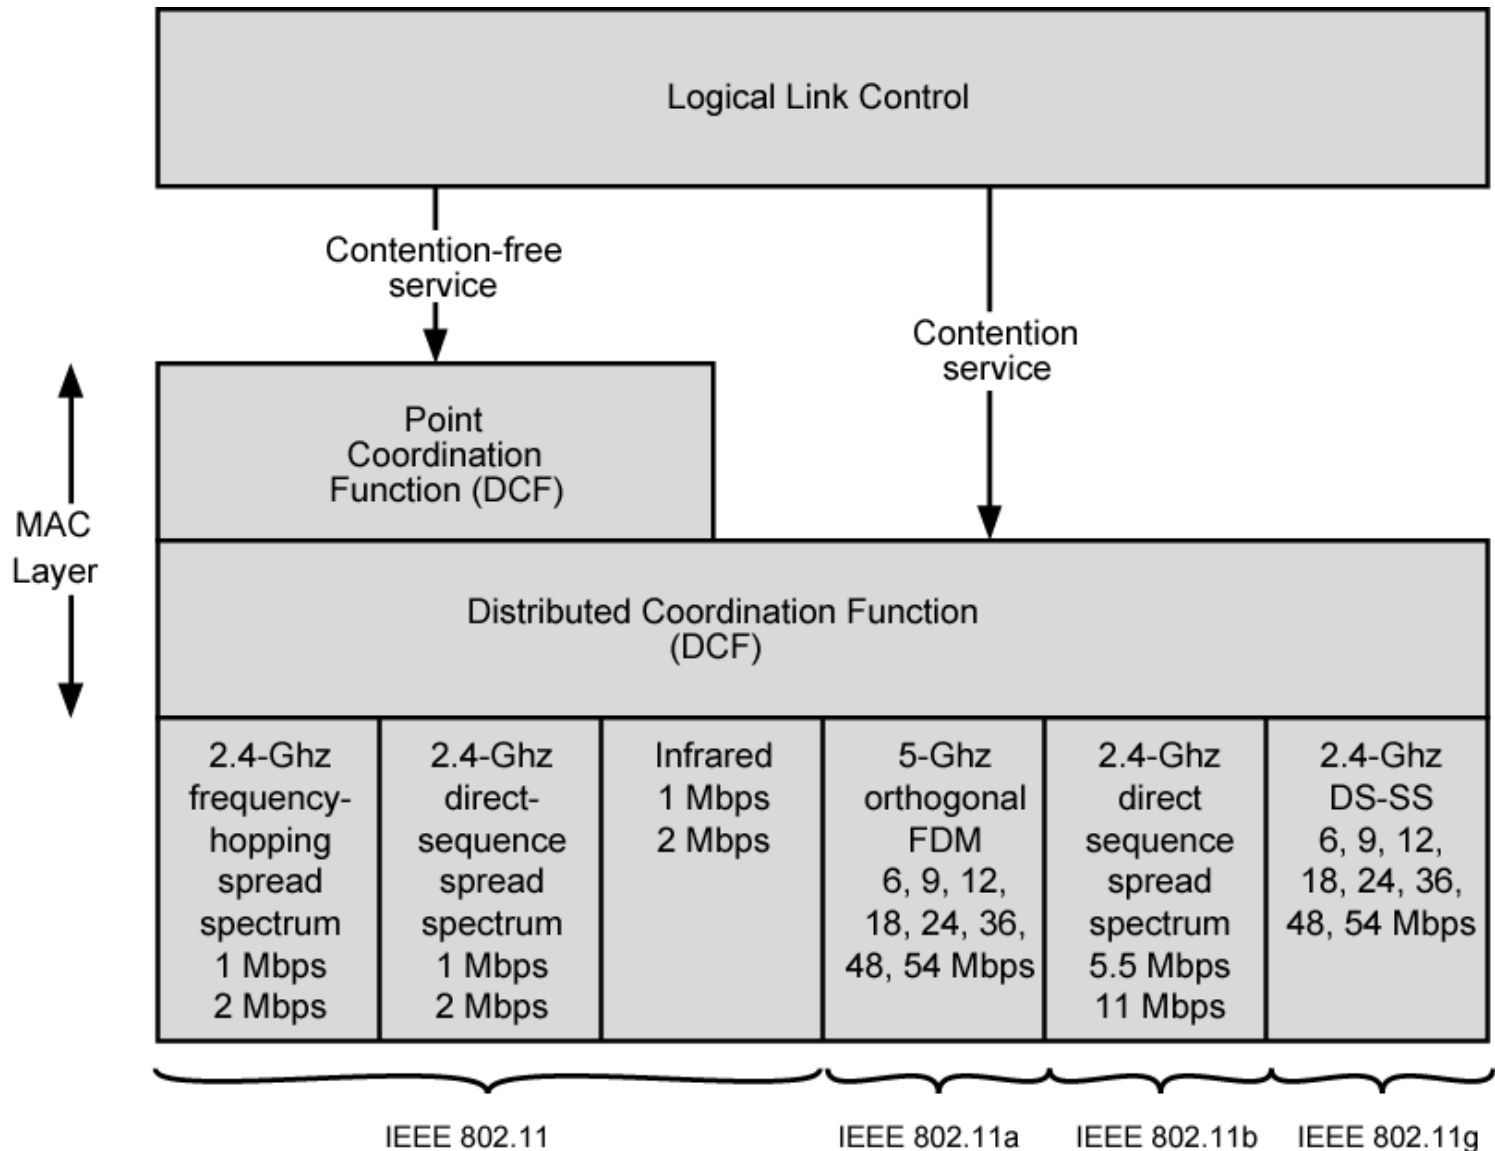 Logical Link Control
Contention-free
service
Contention
service
Point
Coordination
Function (DCF)
MAC
Layer
Distributed Coordination Function
(DCF)
2.4-Ghz
frequency-
hopping
spread
spectrum
1 Mbps
2 Mbps
2.4-Ghz
direct-
sequence
spread
spectrum
1 Mbps
2 Mbps
Infrared
1 Mbps
2 Mbps
5-Ghz
orthogonal
FDM
6, 9, 12,
18, 24, 36,
48, 54 Mbps
2.4-Ghz
direct
sequence
spread
spectrum
5.5 Mbps
11 Mbps
2.4-Ghz
DS-SS
6, 9, 12,
18, 24, 36,
48, 54 Mbps
IEEE 802.11
IEEE 802.11a
IEEE 802.11b
IEEE 802.11g